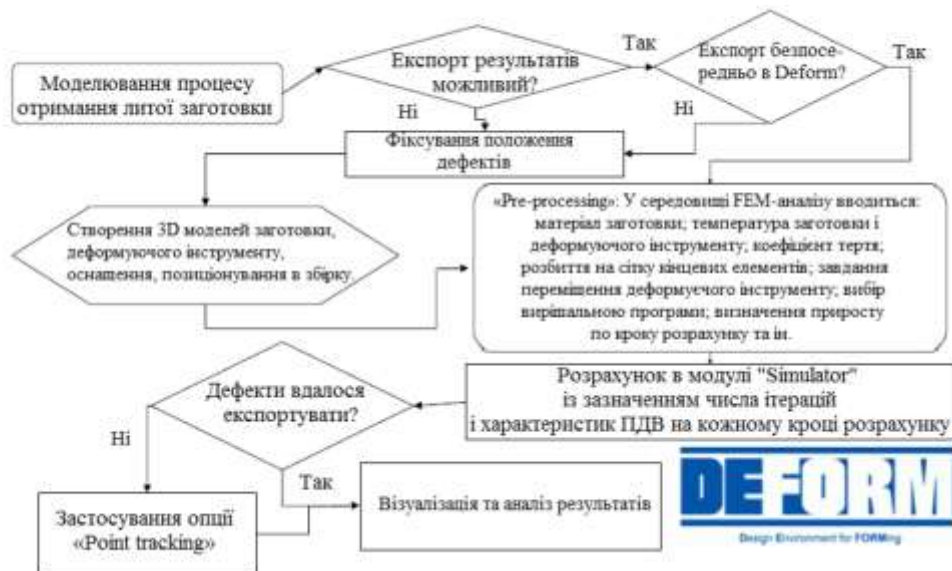 Моделювання процесу
отримання литої заготовки
Експорт результатів
можливий?
Так
Експорт безпосе-
редньо в Deform?
Так
Ні
Ні
Фіксування положення
дефектів
Створення 3D моделей заготовки,
деформуючого інструменту,
оснащення, позиціонування в збірку.
«Pre-processing»: У середовищі FEM-аналізу вводиться:
матеріал заготовки; температура заготовки і
деформуючого інструменту; коефіцієнт тертя;
розбиття на сітку кінцевих елементів; завдання
переміщення деформуєчого інструменту; вибір
вирішальною програми; визначення приросту
по кроку розрахунку та ін.
Розрахунок в модулі "Simulator"
із зазначенням числа ітерацій
і характеристик ПДВ на кожному кроці розрахунку
Дефекти вдалося
експортувати?
Ні
Так
Застосування опції
«Point tracking»
Візуалізація та аналіз результатів
DEFORM
Design Environment for FORMing